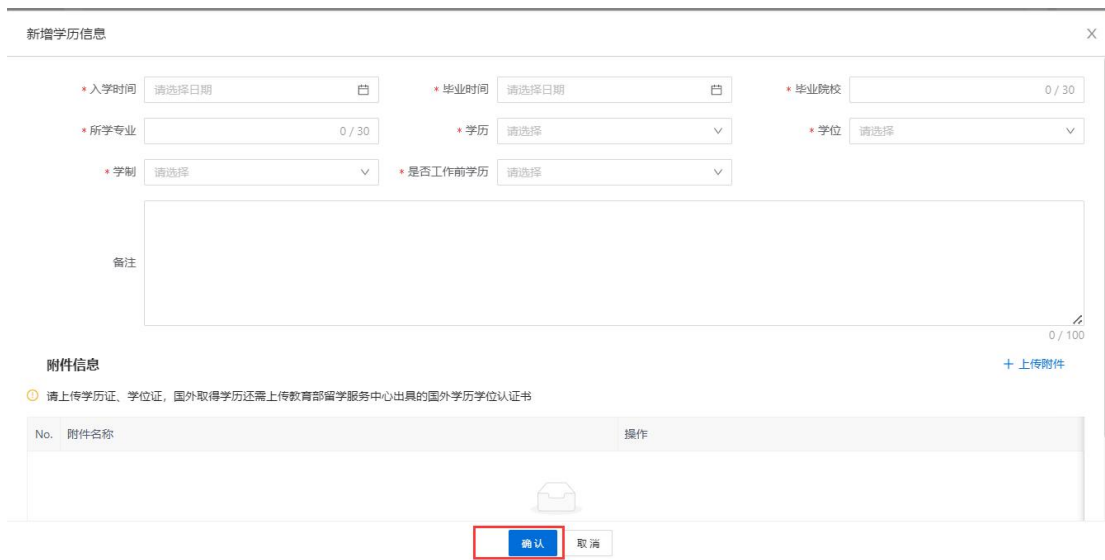 新增学历信息
* 入学时间 请选择日期 * 毕业时间 请选择日期 * 毕业院校 0 / 30
* 所学专业 0 / 30 * 学历 请选择 * 学位 请选择
* 学制 请选择 * 是否工作前学历 请选择
备注
0 / 100
附件信息 + 上传附件
请上传学历证、学位证，国外取得学历还需上传教育部留学服务中心出具的国外学历学位认证书
No. 附件名称 操作
确认 取消